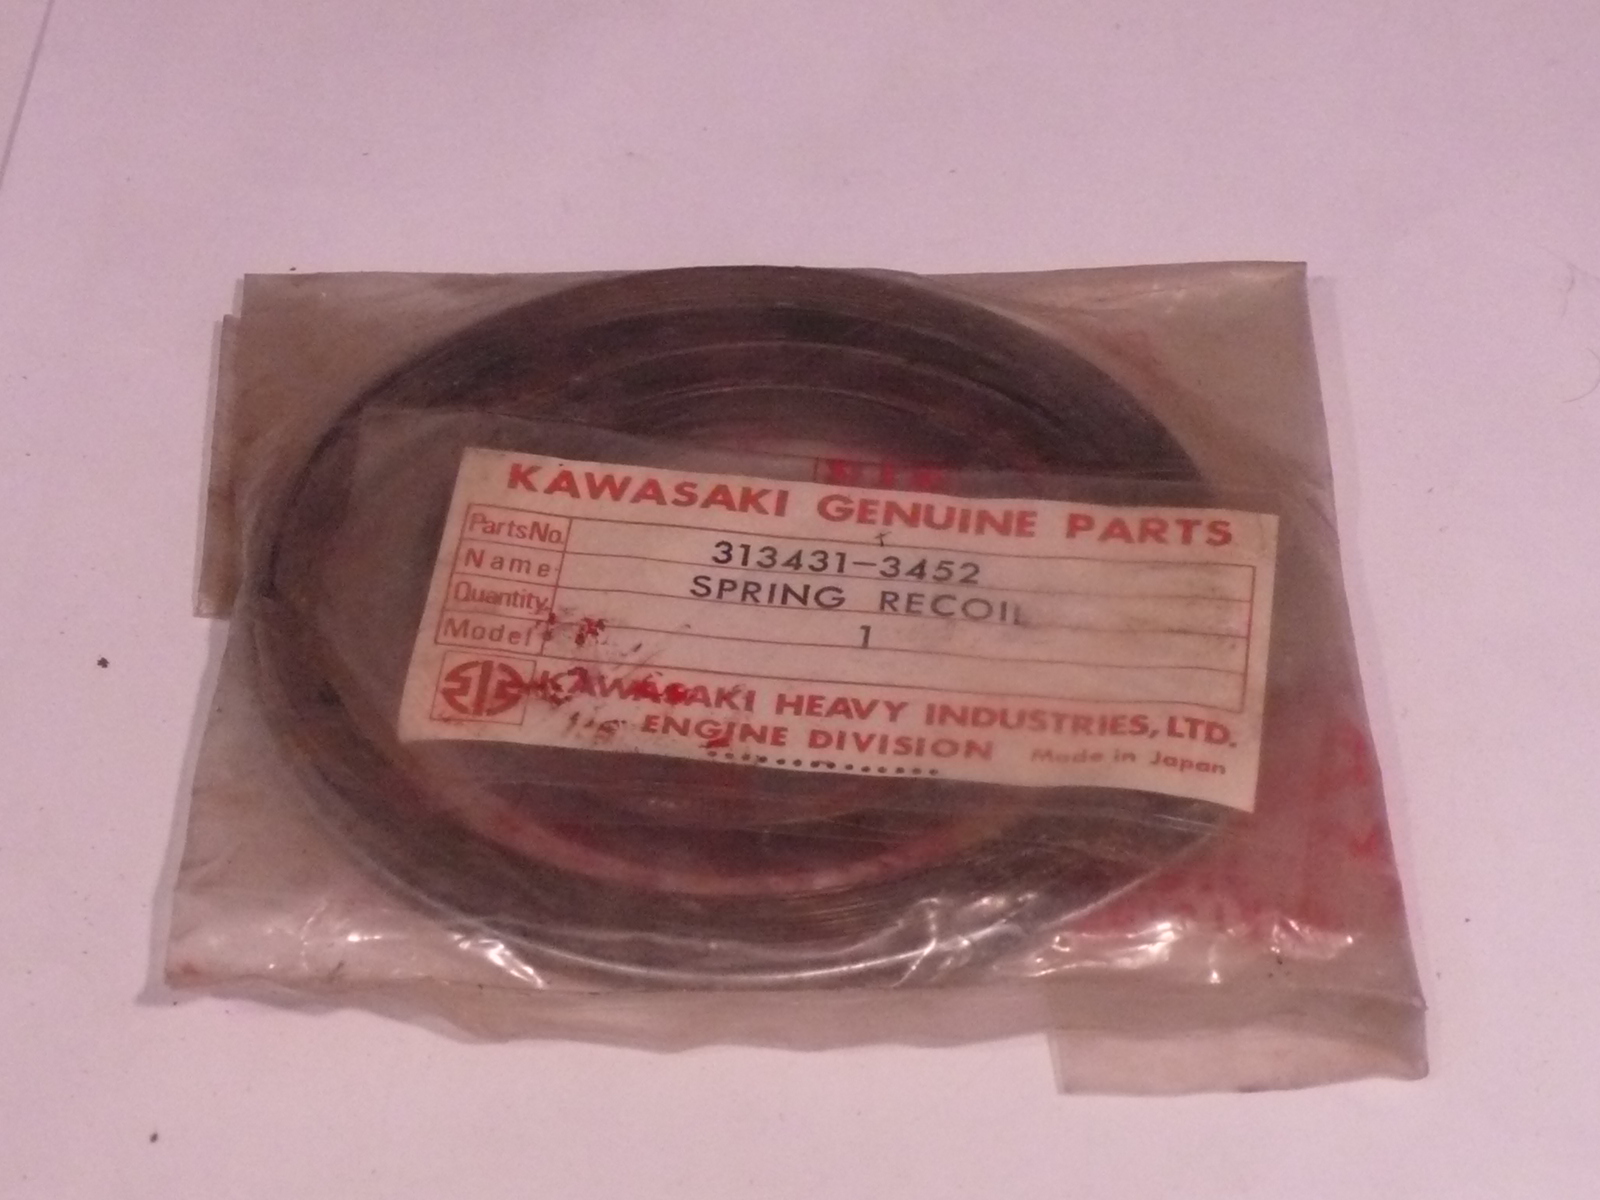 KAWASAKI GENUINE PARTS
Parts No. 313431-3452
Name SPRING RECOIL
Quantity 1
Model
KAWASAKI HEAVY INDUSTRIES, LTD.
ENGINE DIVISION Made in Japan